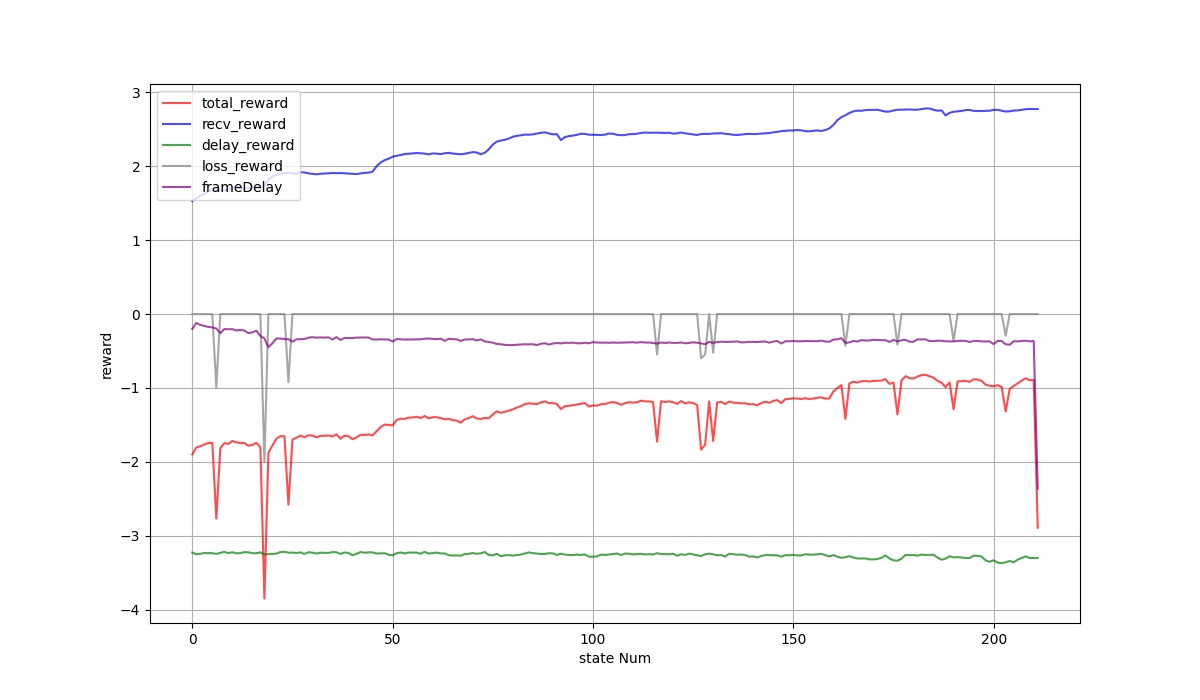 3
2
1
0
−1
−2
−3
−4
reward
total_reward
recv_reward
delay_reward
loss_reward
frameDelay
0
50
100
150
200
state Num